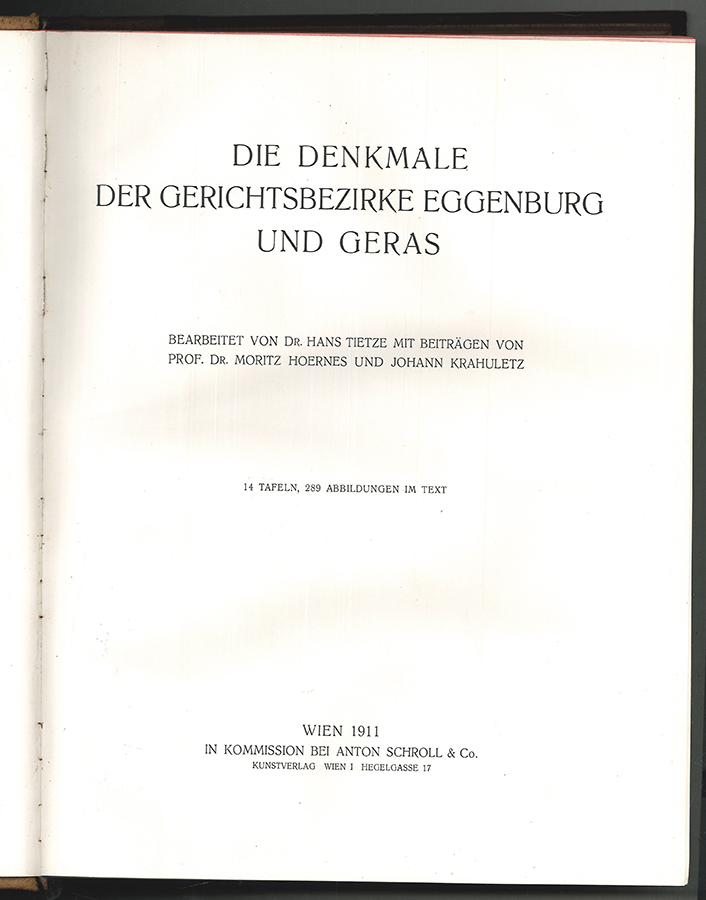 DIE DENKMALE
DER GERICHTSBEZIRKE EGGENBURG
UND GERAS
BEARBEITET VON DR. HANS TIETZE MIT BEITRÄGEN VON
PROF. DR. MORITZ HOERNES UND JOHANN KRAHULETZ
14 TAFELN, 289 ABBILDUNGEN IM TEXT
WIEN 1911
IN KOMMISSION BEI ANTON SCHROLL & Co.
KUNSTVERLAG WIEN I HEGELGASSE 17